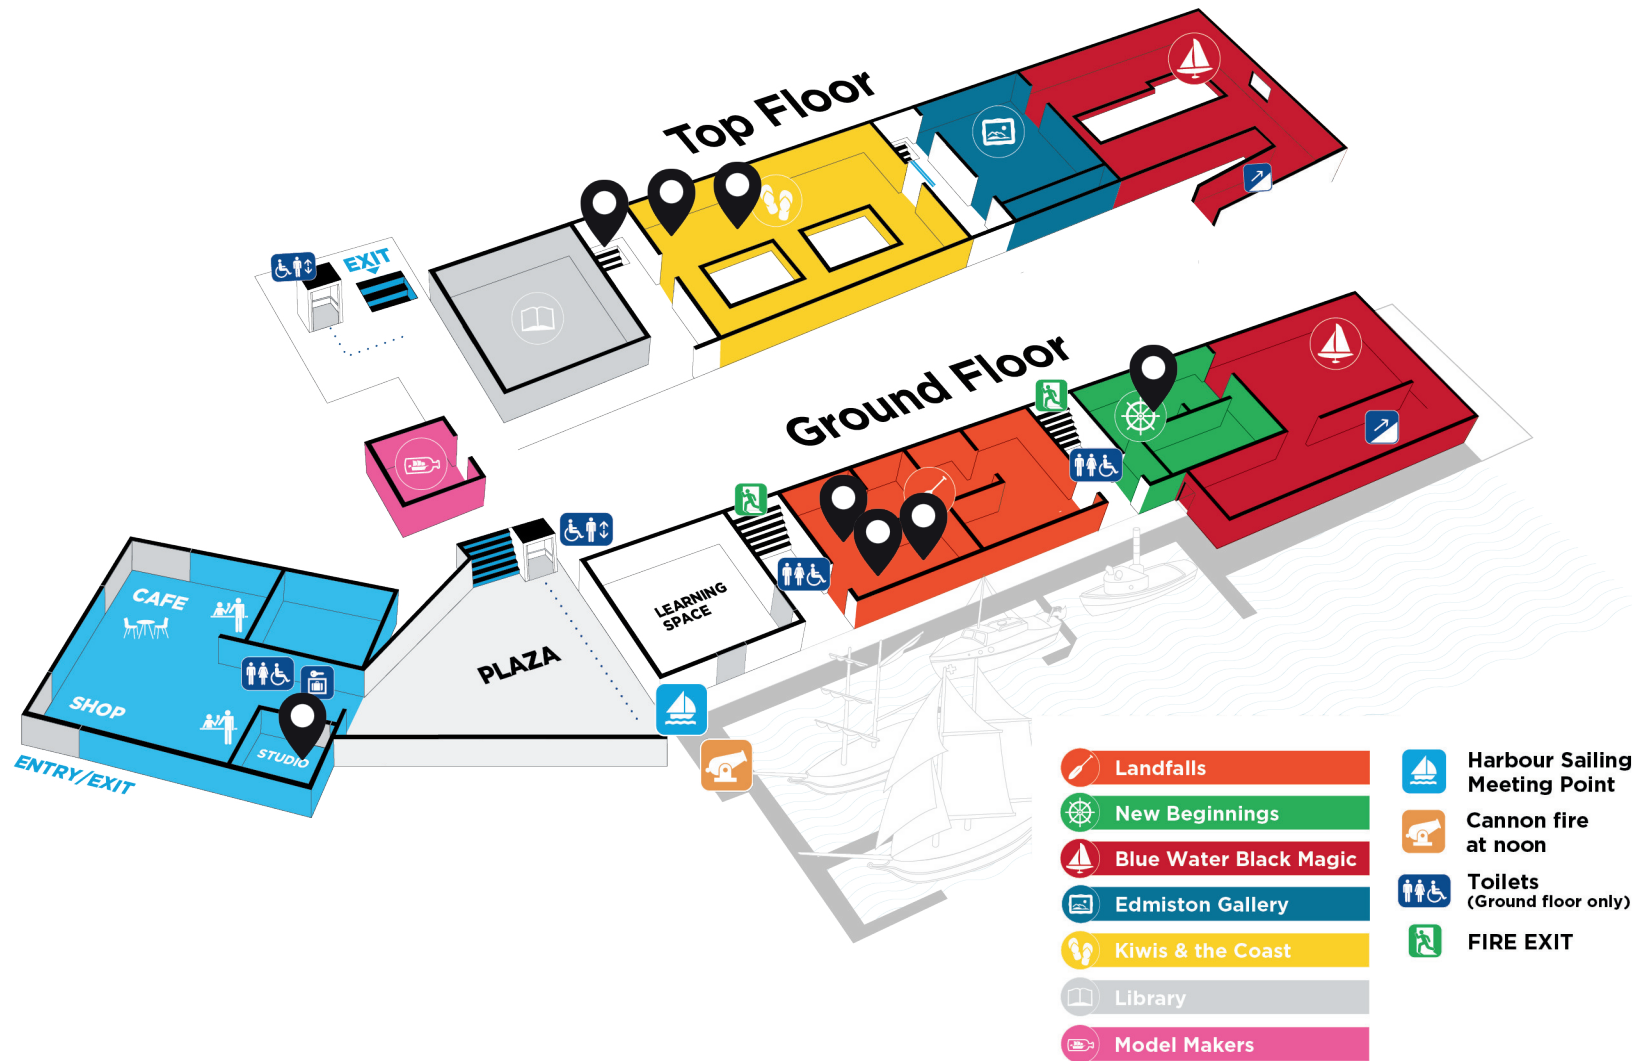 Top Floor
EXIT
Ground Floor
LEARNING
SPACE
CAFE
PLAZA
SHOP
STUDIO
ENTRY/EXIT
Landfalls
New Beginnings
Blue Water Black Magic
Edmiston Gallery
Kiwis & the Coast
Library
Model Makers
Harbour Sailing
Meeting Point
Cannon fire
at noon
Toilets
(Ground floor only)
FIRE EXIT